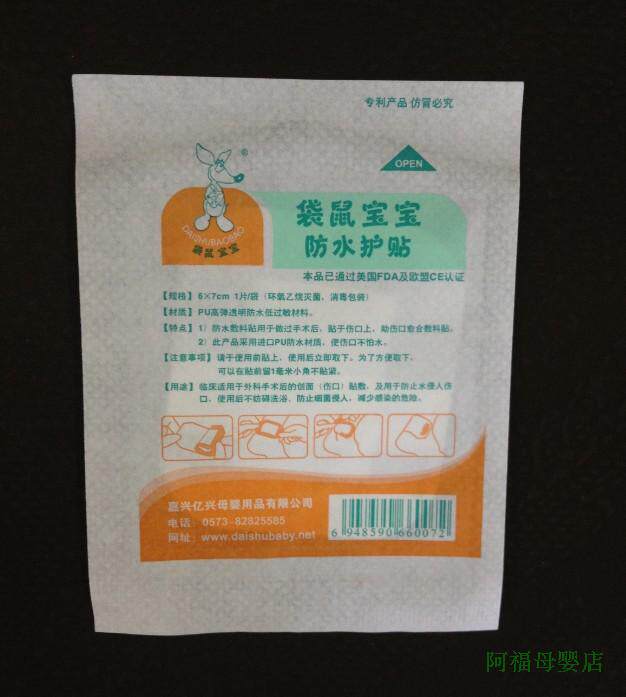 专利产品 仿冒必究
®
OPEN
DAISHUBAOBAO
袋鼠宝宝
袋鼠宝宝
防水护贴
本品已通过美国FDA及欧盟CE认证
【规格】6×7cm 1片/袋（环氧乙烷灭菌，消毒包装）
【材质】PU高弹透明防水低过敏材料。
【特点】1）防水敷料贴用于做过手术后，贴于伤口上，助伤口愈合敷料贴。
2）此产品采用进口PU防水材质，使伤口不怕水。
【注意事项】请于使用前贴上，使用后立即取下。为了方便取下，
可以在贴前留1毫米小角不贴紧。
【用途】临床适用于外科手术后的创面（伤口）贴敷，及用于防止水侵入伤
口，使用后不妨碍洗浴，防止细菌侵入，减少感染的危险。
嘉兴亿兴母婴用品有限公司
电话：0573-82825585
网址：www.daishubaby.net
6 948590 660072
阿福母婴店